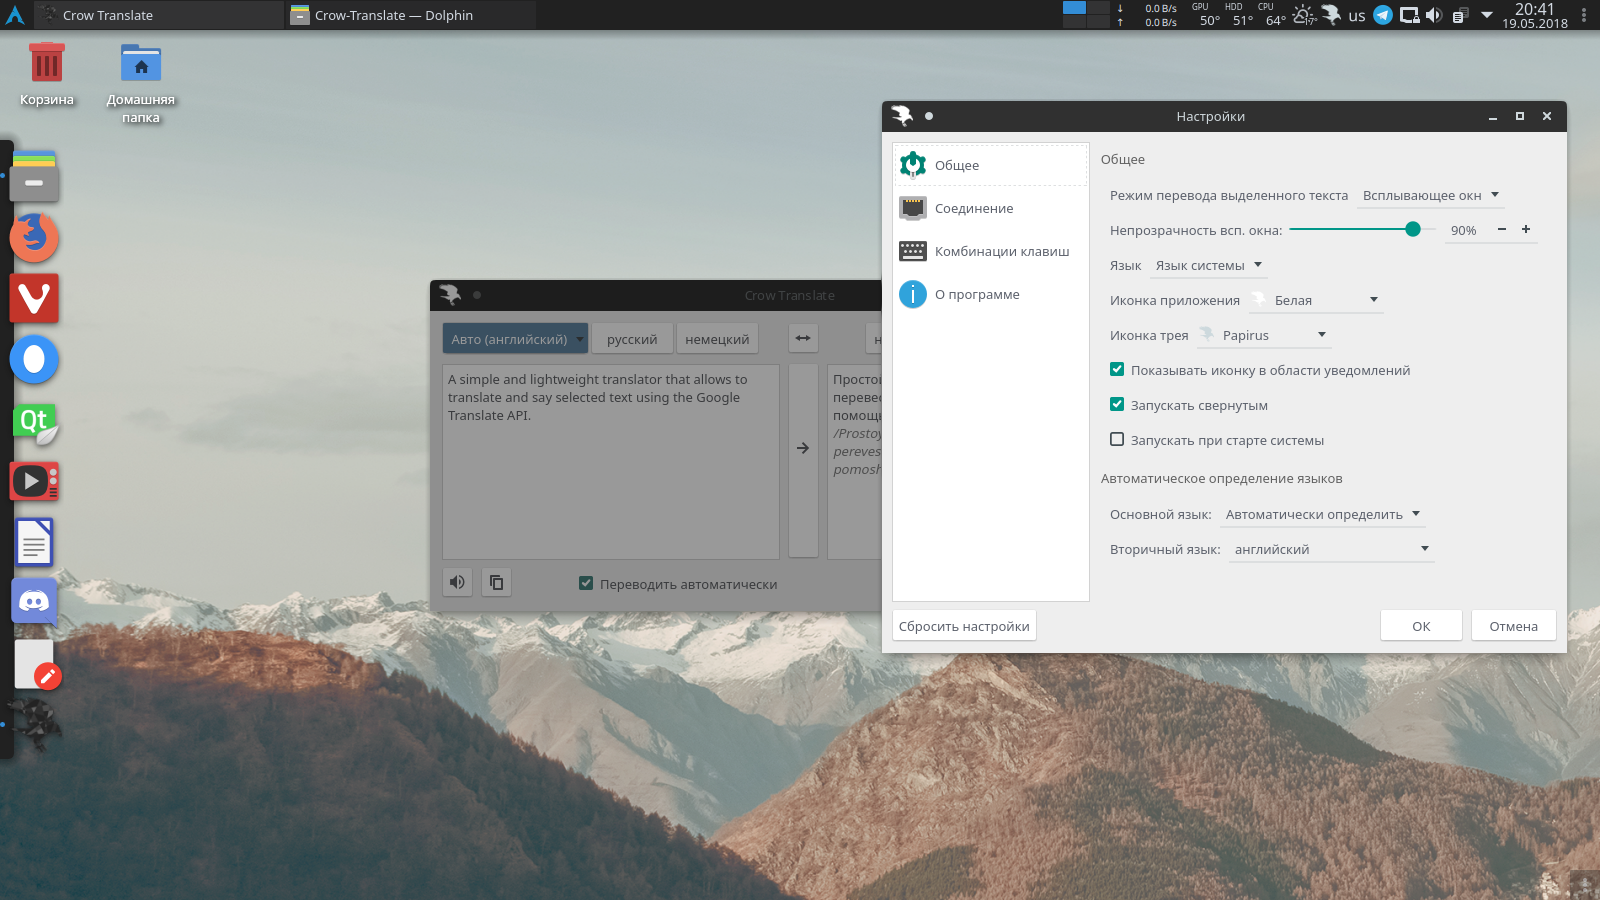 Crow Translate
Crow-Translate — Dolphin
↓ 0.0 B/s
↑ 0.0 B/s
GPU HDD CPU
50° 51° 64°
17°
us
20:41
19.05.2018
Корзина
Домашняя
папка
Qt
Crow Translate
Авто (английский)
русский
немецкий
A simple and lightweight translator that allows to
translate and say selected text using the Google
Translate API.
перевес
помощь
/Prostoy
pereves
pomosh
Переводить автоматически
Настройки
Общее
Соединение
Комбинации клавиш
О программе
Общее
Режим перевода выделенного текста Всплывающее окн
Непрозрачность всп. окна: 90%
Язык Язык системы
Иконка приложения Белая
Иконка трея Papirus
Показывать иконку в области уведомлений
Запускать свернутым
Запускать при старте системы
Автоматическое определение языков
Основной язык: Автоматически определить
Вторичный язык: английский
Сбросить настройки
ОК
Отмена